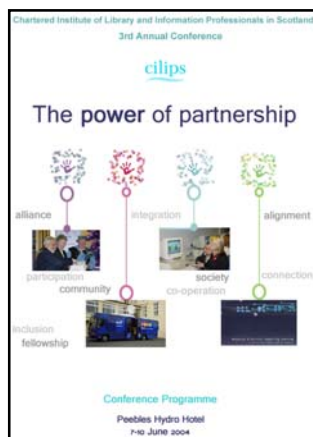 Chartered Institute of Library and Information Professionals in Scotland
3rd Annual Conference
cilips
The power of partnership
alliance
integration
alignment
participation
community
society
co-operation
connection
inclusion
fellowship
Conference Programme
Peebles Hydro Hotel
7-10 June 2004